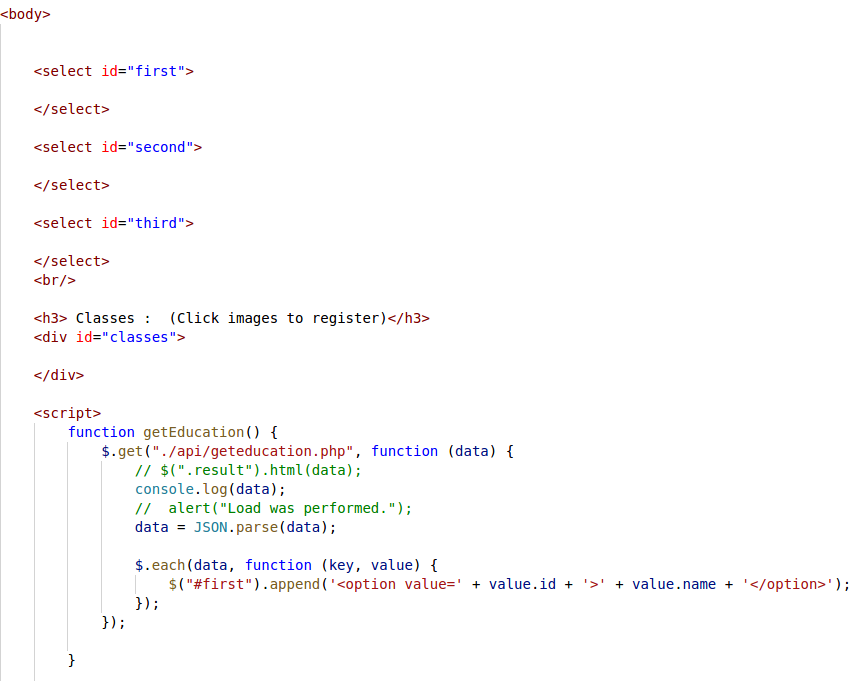 <body>
<select id="first">
</select>
<select id="second">
</select>
<select id="third">
</select>
<br/>
<h3> Classes :  (Click images to register)</h3>
<div id="classes">
</div>
<script>
function getEducation() {
$.get("./api/geteducation.php", function (data) {
// $(".result").html(data);
console.log(data);
//  alert("Load was performed.");
data = JSON.parse(data);
$.each(data, function (key, value) {
$("#first").append('<option value=' + value.id + '>' + value.name + '</option>');
});
});
}